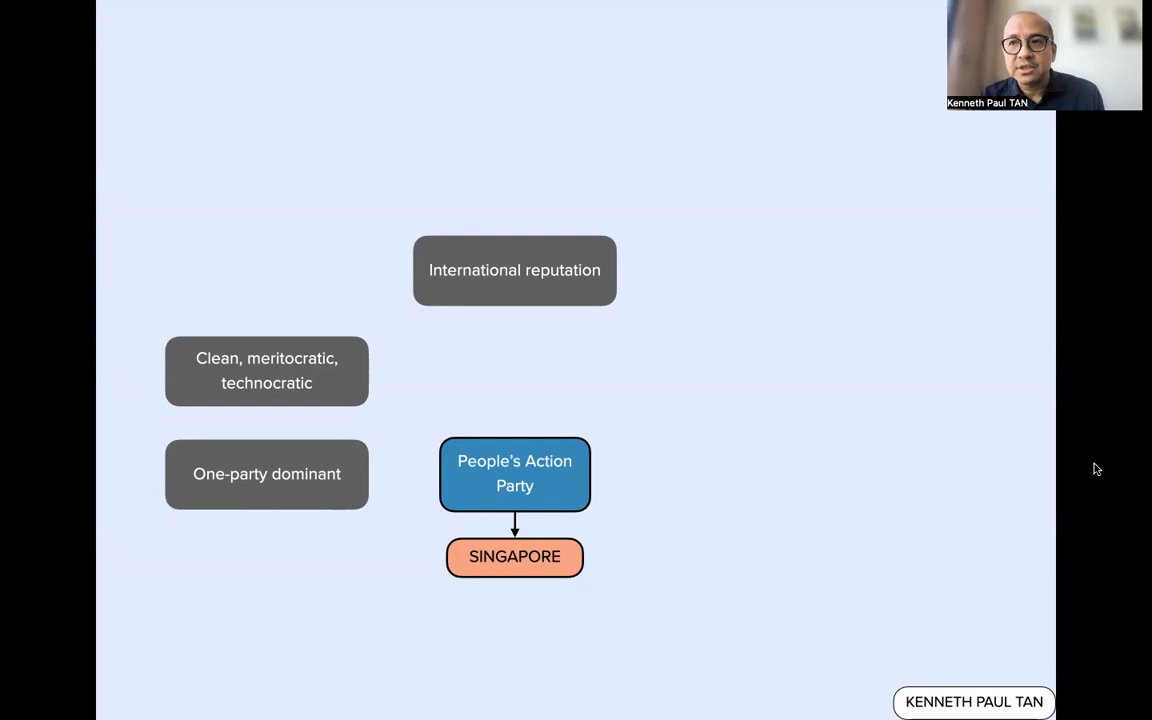 Kenneth Paul TAN
International reputation
Clean, meritocratic,
technocratic
One-party dominant
People’s Action
Party
SINGAPORE
KENNETH PAUL TAN